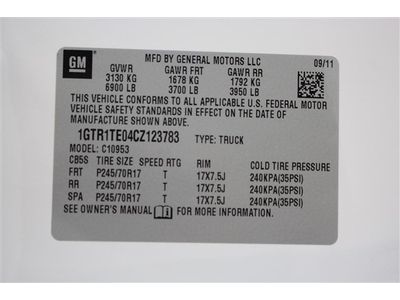 GM
MFD BY GENERAL MOTORS LLC
09/11
GVWR GAWR FRT GAWR RR
3130 KG 1678 KG 1792 KG
6900 LB 3700 LB 3950 LB
THIS VEHICLE CONFORMS TO ALL APPLICABLE U.S. FEDERAL MOTOR
VEHICLE SAFETY STANDARDS IN EFFECT ON THE DATE OF
MANUFACTURE SHOWN ABOVE.
1GTR1TE04CZ123783 TYPE: TRUCK
MODEL: C10953
CB5S TIRE SIZE SPEED RTG RIM COLD TIRE PRESSURE
FRT P245/70R17 T 17X7.5J 240KPA(35PSI)
RR P245/70R17 T 17X7.5J 240KPA(35PSI)
SPA P245/70R17 T 17X7.5J 240KPA(35PSI)
SEE OWNER'S MANUAL FOR MORE INFORMATION.